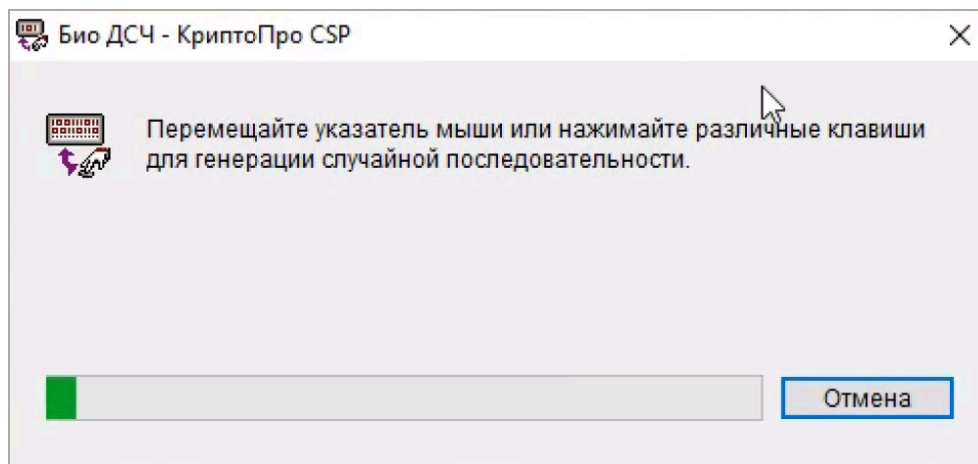 Био ДСЧ - КриптоПро CSP
Перемещайте указатель мыши или нажимайте различные клавиши
для генерации случайной последовательности.
Отмена